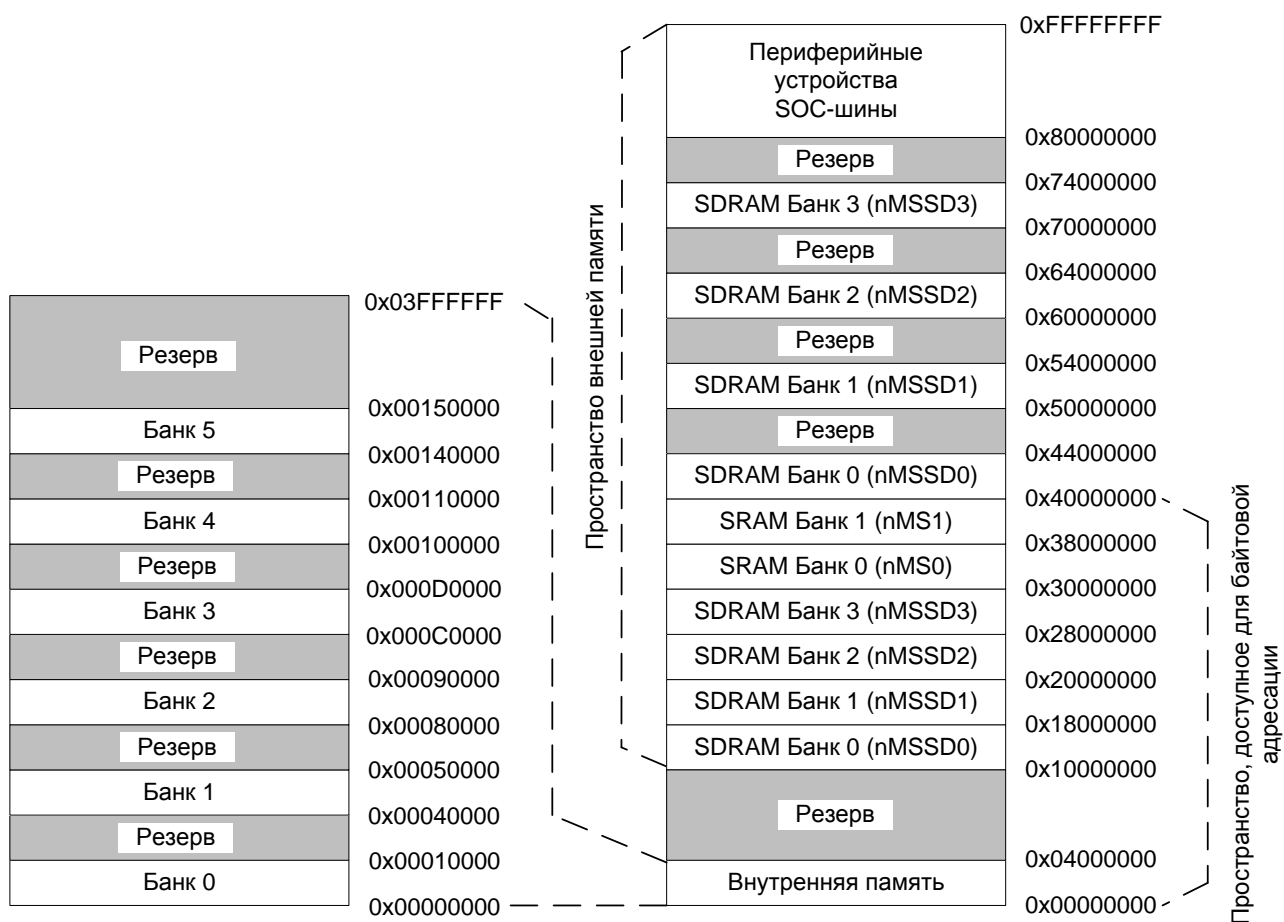 0x03FFFFFF
Резерв
0x00150000
Банк 5
0x00140000
Резерв
0x00110000
Банк 4
0x00100000
Резерв
0x000D0000
Банк 3
0x000C0000
Резерв
0x00090000
Банк 2
0x00080000
Резерв
0x00050000
Банк 1
0x00040000
Резерв
0x00010000
Банк 0
0x00000000
Пространство внешней памяти
0xFFFFFFFF
Периферийные
устройства
SOC-шины
0x80000000
Резерв
0x74000000
SDRAM Банк 3 (nMSSD3)
0x70000000
Резерв
0x64000000
SDRAM Банк 2 (nMSSD2)
0x60000000
Резерв
0x54000000
SDRAM Банк 1 (nMSSD1)
0x50000000
Резерв
0x44000000
SDRAM Банк 0 (nMSSD0)
0x40000000
SRAM Банк 1 (nMS1)
0x38000000
SRAM Банк 0 (nMS0)
0x30000000
SDRAM Банк 3 (nMSSD3)
0x28000000
SDRAM Банк 2 (nMSSD2)
0x20000000
SDRAM Банк 1 (nMSSD1)
0x18000000
SDRAM Банк 0 (nMSSD0)
0x10000000
Резерв
0x04000000
Внутренняя память
0x00000000
Пространство, доступное для байтовой
адресации